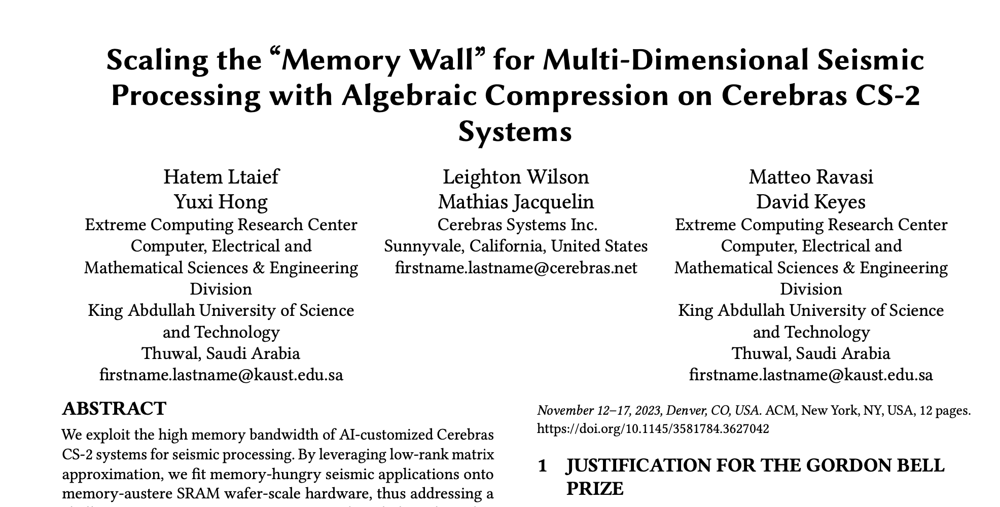 Scaling the “Memory Wall” for Multi-Dimensional Seismic
Processing with Algebraic Compression on Cerebras CS-2
Systems
Hatem Ltaief
Yuxi Hong
Extreme Computing Research Center
Computer, Electrical and
Mathematical Sciences & Engineering
Division
King Abdullah University of Science
and Technology
Thuwal, Saudi Arabia
firstname.lastname@kaust.edu.sa
Leighton Wilson
Mathias Jacquelin
Cerebras Systems Inc.
Sunnyvale, California, United States
firstname.lastname@cerebras.net
Matteo Ravasi
David Keyes
Extreme Computing Research Center
Computer, Electrical and
Mathematical Sciences & Engineering
Division
King Abdullah University of Science
and Technology
Thuwal, Saudi Arabia
firstname.lastname@kaust.edu.sa
ABSTRACT
We exploit the high memory bandwidth of AI-customized Cerebras
CS-2 systems for seismic processing. By leveraging low-rank matrix
approximation, we fit memory-hungry seismic applications onto
memory-austere SRAM wafer-scale hardware, thus addressing a
November 12–17, 2023, Denver, CO, USA. ACM, New York, NY, USA, 12 pages.
https://doi.org/10.1145/3581784.3627042
1 JUSTIFICATION FOR THE GORDON BELL
PRIZE